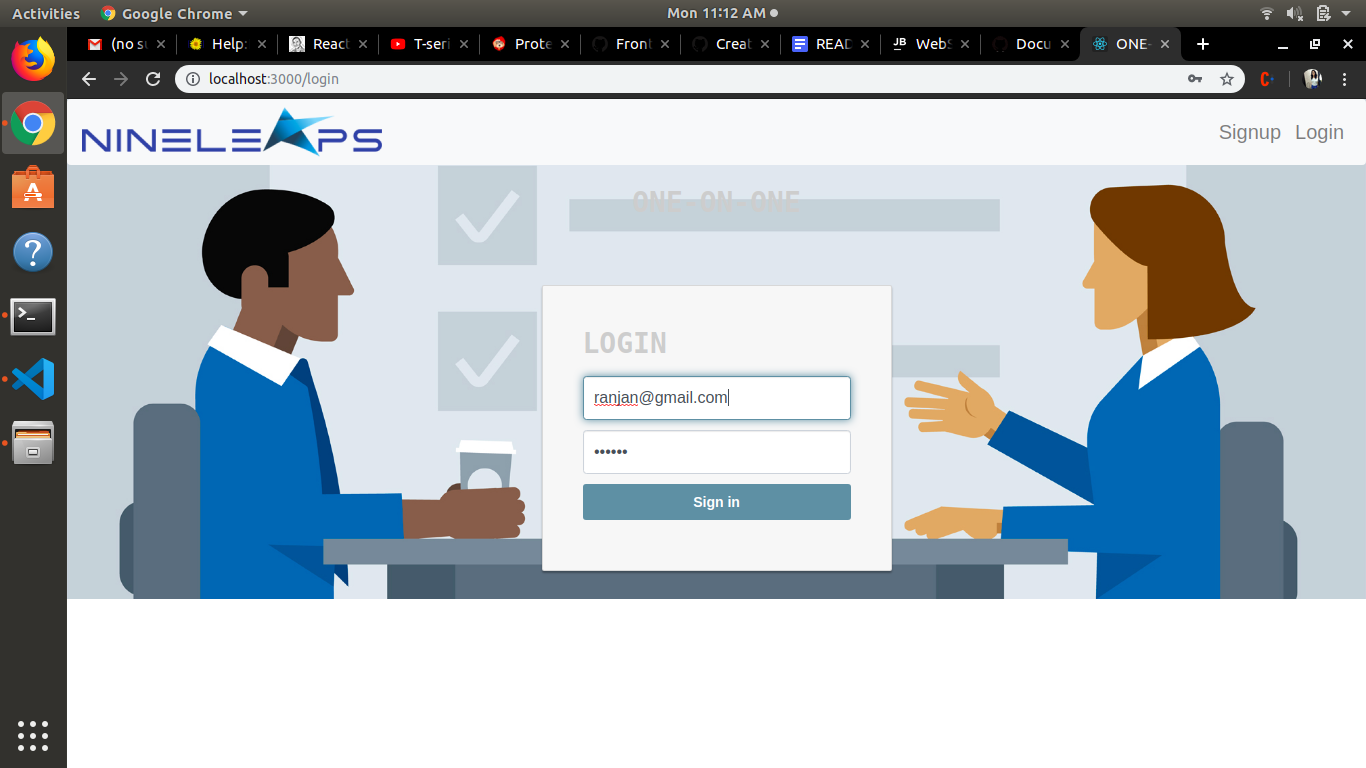 Activities Google Chrome Mon 11:12 AM
(no su Help: React T-seri Prote Front Creat READ JB WebS Docu ONE-
localhost:3000/login
NINELEAPS Signup Login
ONE-ON-ONE
LOGIN
ranjan@gmail.com
••••••
Sign in